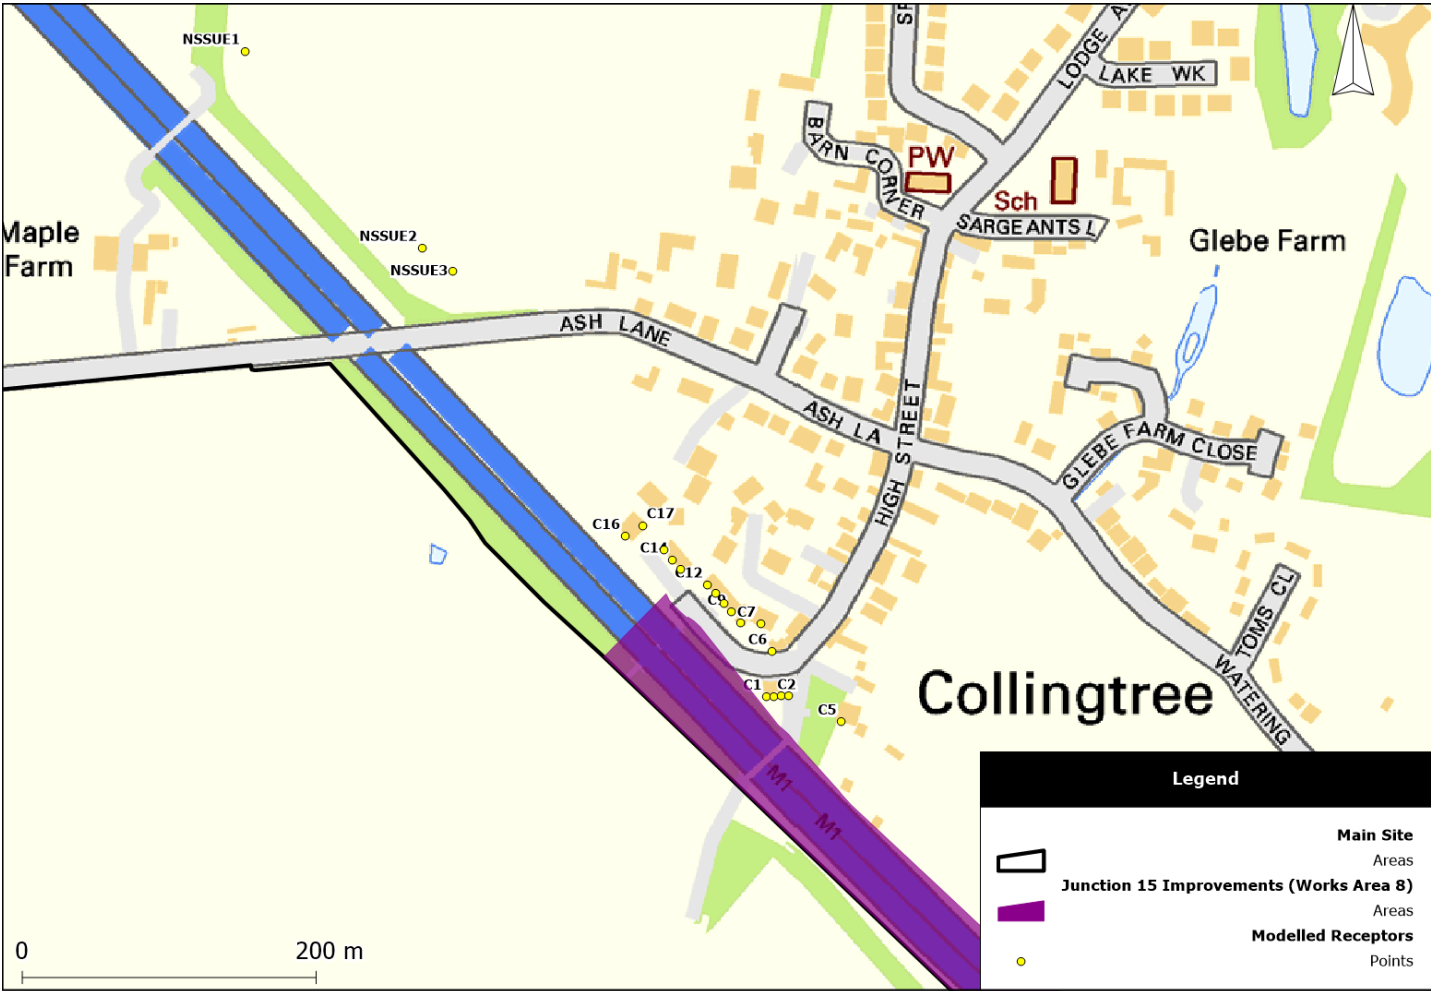 NSSUE1
LODGE
LAKE WK
BARN CORNER
PW
Sch
SARGEANTS L
Maple
Farm
NSSUE2
NSSUE3
Glebe Farm
ASH LANE
ASH LA
HIGH STREET
GLEBE FARM CLOSE
C16
C17
C14
C12
C7
C6
TOMS CL
WATERING
C1
C2
C5
Collingtree
M1
M1
Legend
Main Site
Areas
Junction 15 Improvements (Works Area 8)
Areas
Modelled Receptors
Points
0
200 m